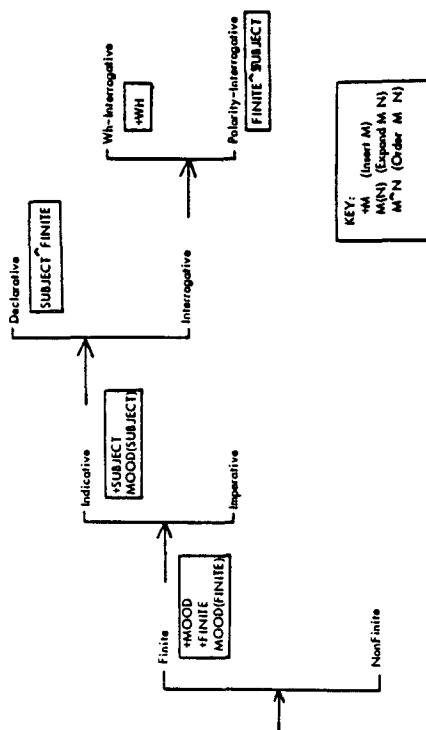 Finite
+MOOD
+FINITE
MOOD(FINITE)
NonFinite
Indicative
+SUBJECT
MOOD(SUBJECT)
Imperative
Declarative
SUBJECT^FINITE
Interrogative
Wh-Interrogative
+WH
Polarity-Interrogative
FINITE^SUBJECT
KEY:
+M (Insert M)
M(N) (Expand M N)
M^N (Order M N)